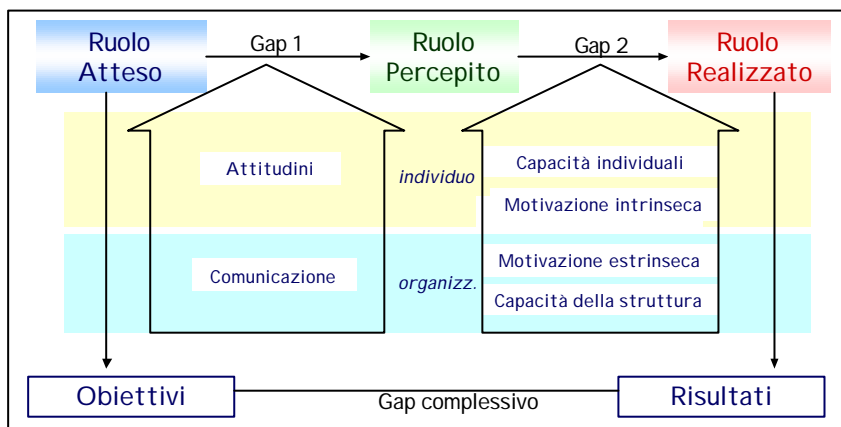 Ruolo
Atteso
Gap 1
Ruolo
Percepito
Gap 2
Ruolo
Realizzato
Attitudini
individuo
Capacità individuali
Motivazione intrinseca
Comunicazione
organizz.
Motivazione estrinseca
Capacità della struttura
Obiettivi
Gap complessivo
Risultati